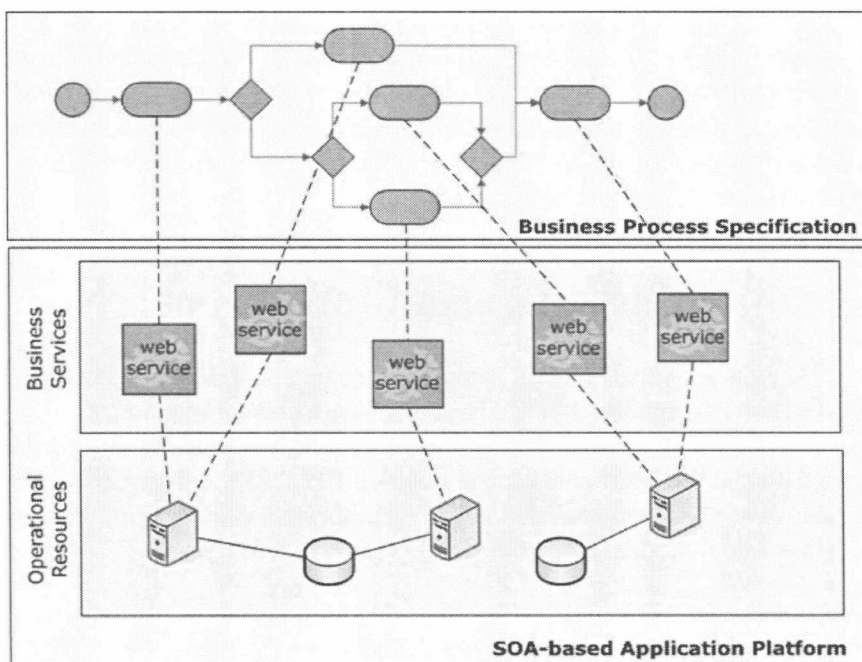 Business Process Specification
Business
Services
web
service
web
service
web
service
web
service
web
service
Operational
Resources
SOA-based Application Platform